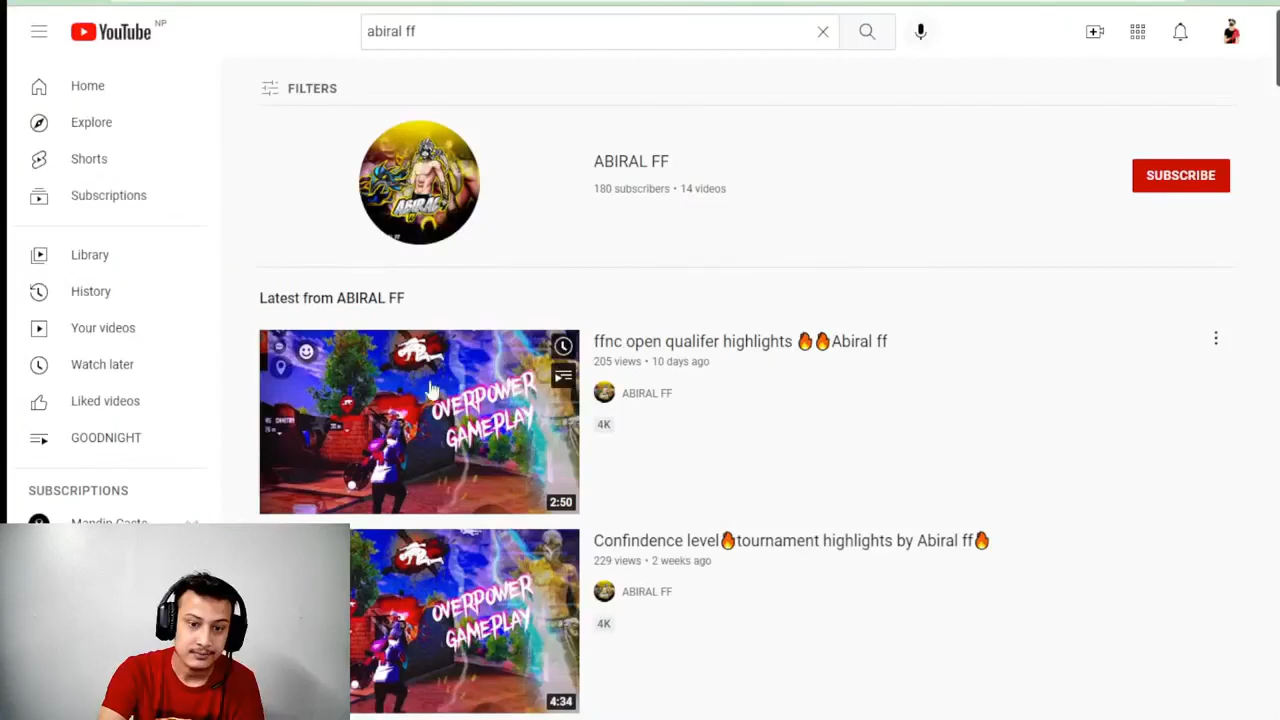 YouTube NP
abiral ff
Home
Explore
Shorts
Subscriptions
Library
History
Your videos
Watch later
Liked videos
GOODNIGHT
SUBSCRIPTIONS
FILTERS
ABIRAL FF
180 subscribers • 14 videos
SUBSCRIBE
Latest from ABIRAL FF
OVERPOWER
GAMEPLAY
2:50
ffnc open qualifer highlights 🔥🔥Abiral ff
205 views • 10 days ago
ABIRAL FF
4K
OVERPOWER
GAMEPLAY
4:34
Confindence level🔥tournament highlights by Abiral ff🔥
229 views • 2 weeks ago
ABIRAL FF
4K